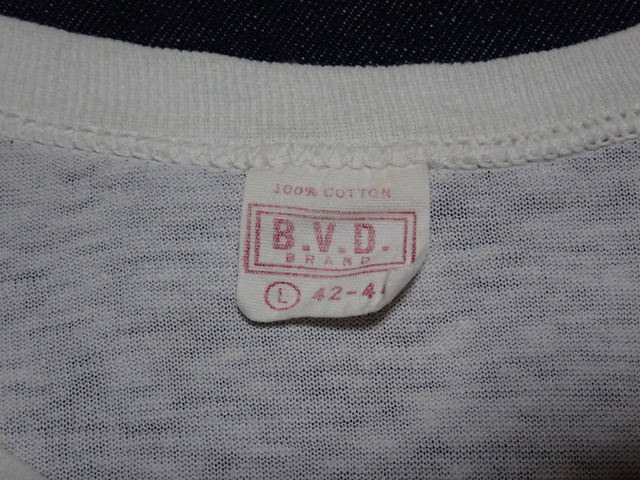 100% COTTON
B.V.D.
BRAND
L 42-4